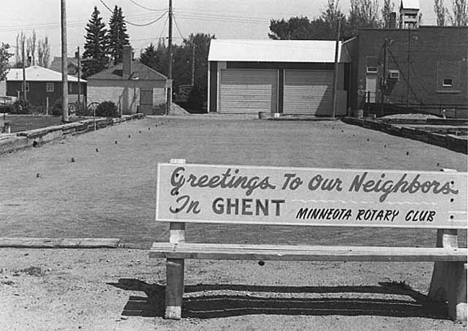 Greetings To Our Neighbors
In GHENT MINNEOTA ROTARY CLUB